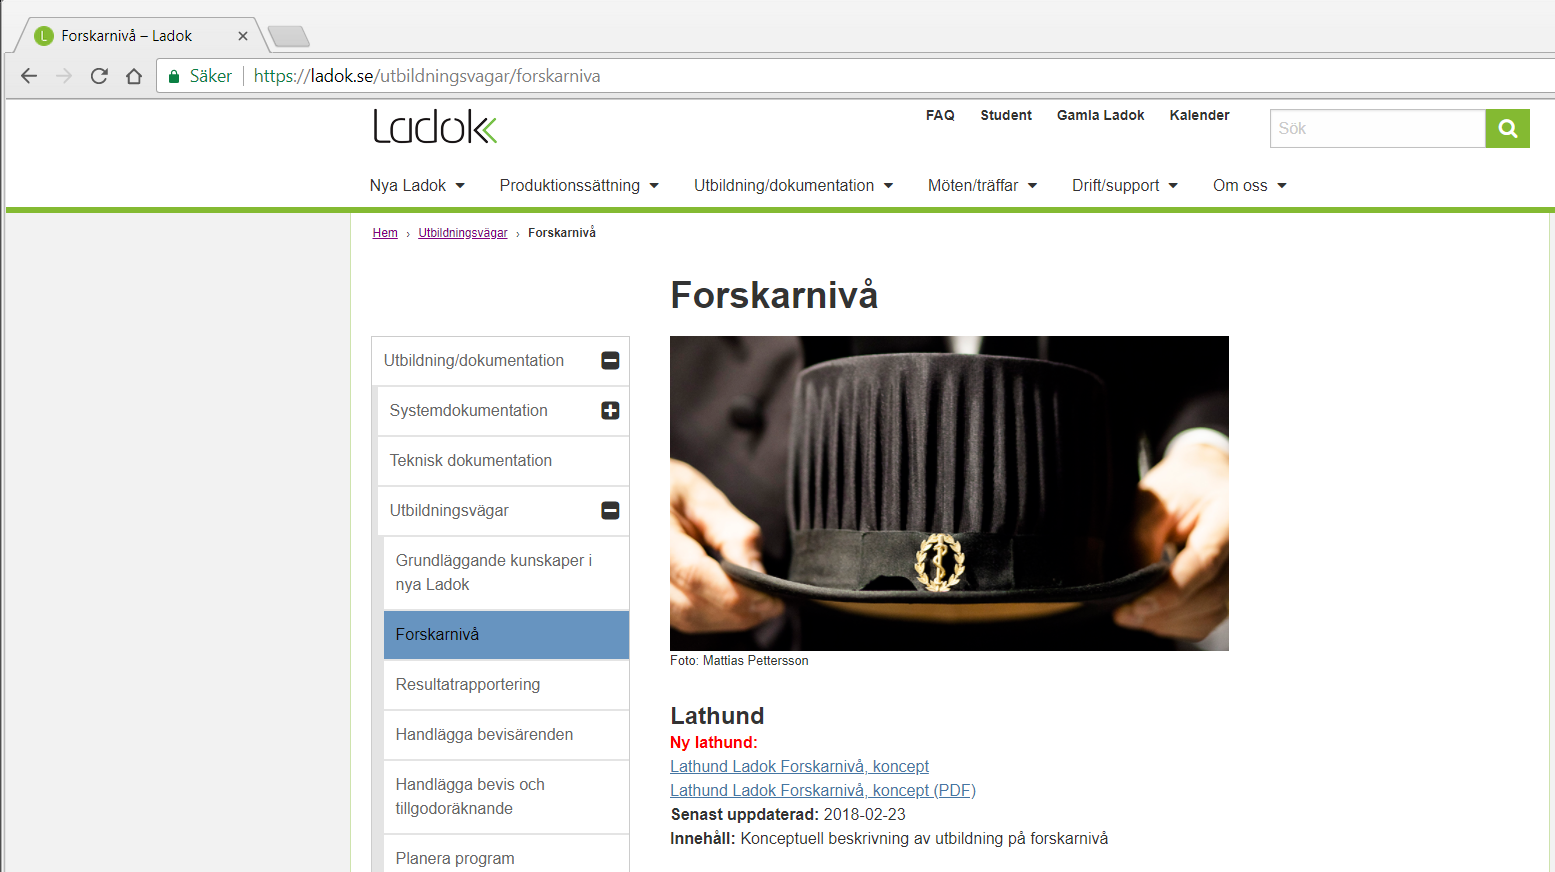 L Forskarnivå – Ladok
Säker https://ladok.se/utbildningsvagar/forskarniva
Ladok
FAQ Student Gamla Ladok Kalender
Sök
Nya Ladok Produktionssättning Utbildning/dokumentation Möten/träffar Drift/support Om oss
Hem › Utbildningsvägar › Forskarnivå
Forskarnivå
Utbildning/dokumentation
Systemdokumentation
Teknisk dokumentation
Utbildningsvägar
Grundläggande kunskaper i
nya Ladok
Forskarnivå
Resultatrapportering
Handlägga bevisärenden
Handlägga bevis och
tillgodoräknande
Planera program
Foto: Mattias Pettersson
Lathund
Ny lathund:
Lathund Ladok Forskarnivå, koncept
Lathund Ladok Forskarnivå, koncept (PDF)
Senast uppdaterad: 2018-02-23
Innehåll: Konceptuell beskrivning av utbildning på forskarnivå